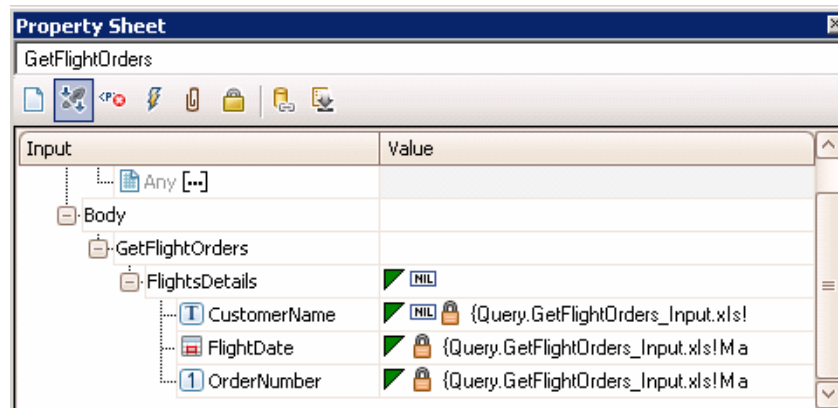 Property Sheet
GetFlightOrders
<P>
Input Value
Any [...]
Body
GetFlightOrders
FlightsDetails NIL
T CustomerName NIL {Query.GetFlightOrders_Input.xls!
FlightDate {Query.GetFlightOrders_Input.xls!Ma
1 OrderNumber {Query.GetFlightOrders_Input.xls!Ma